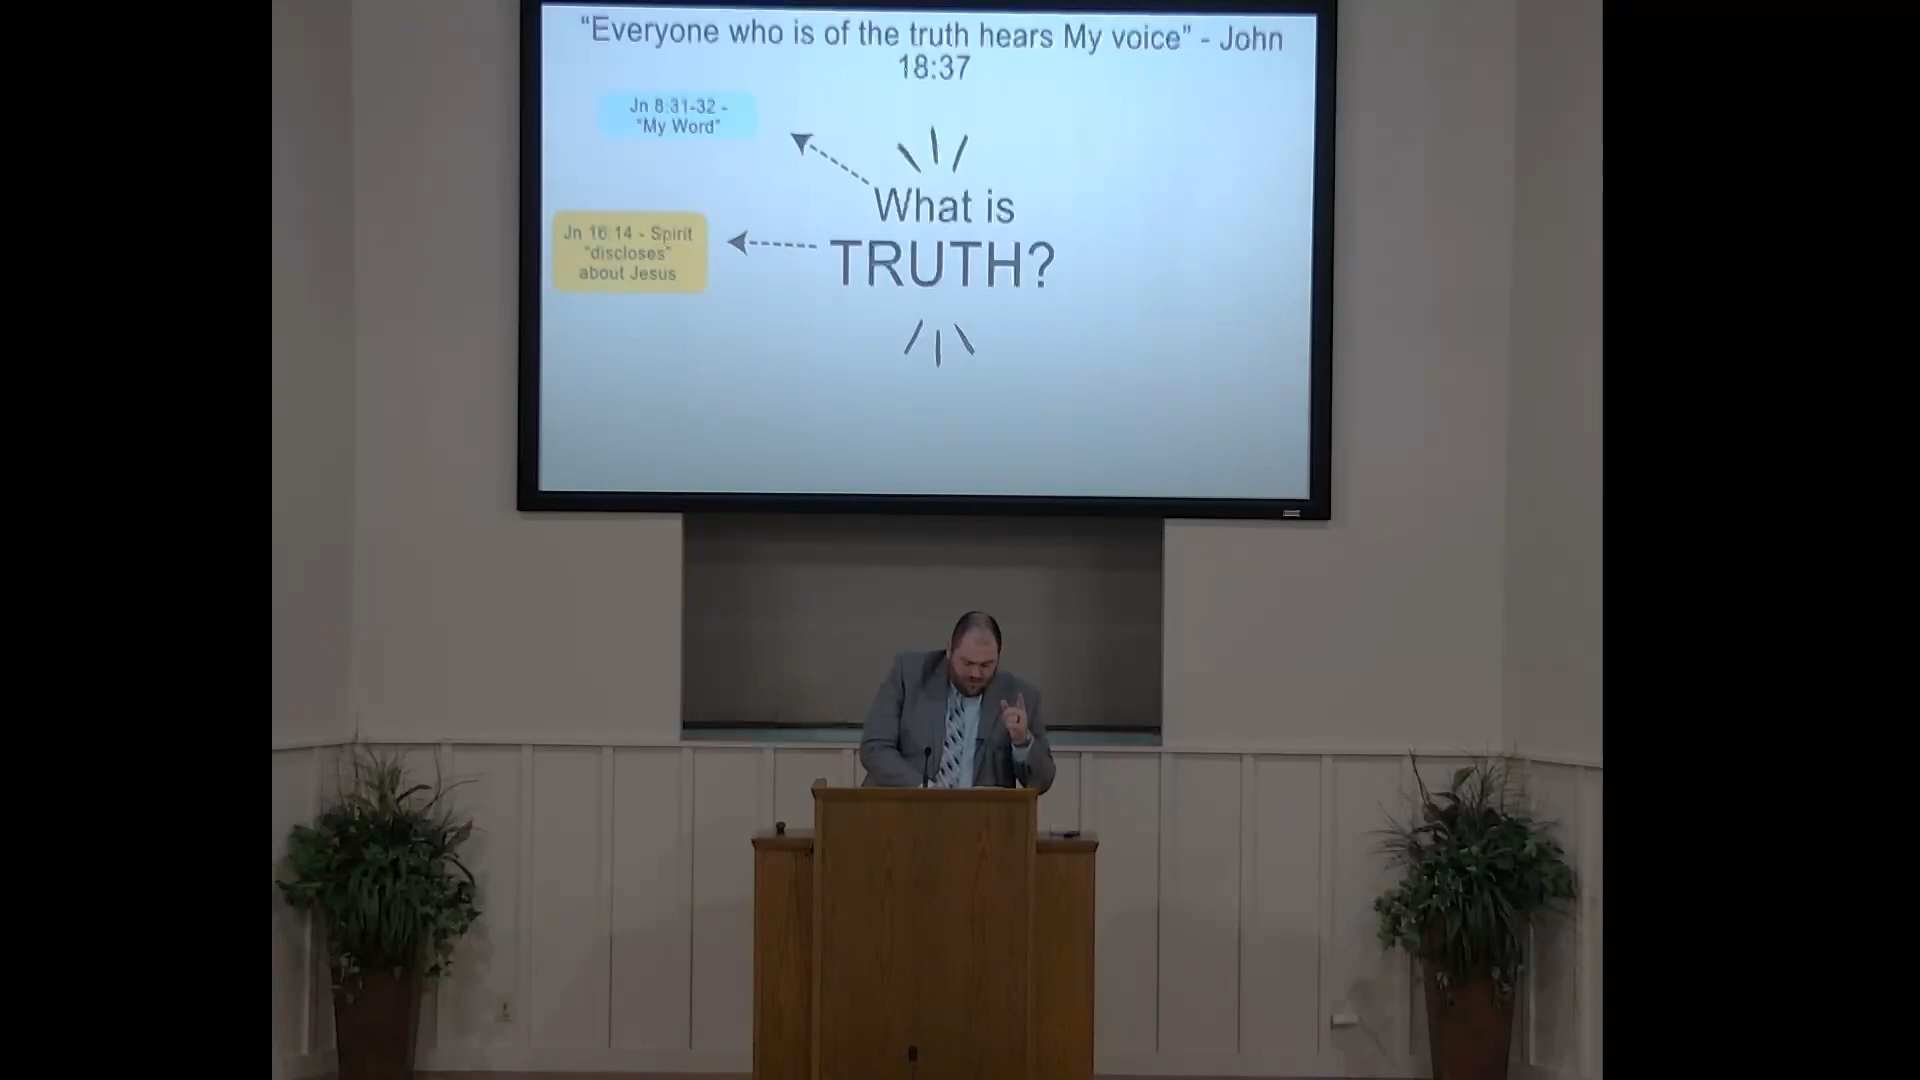 “Everyone who is of the truth hears My voice” - John
18:37
Jn 8:31-32 -
“My Word”
What is
TRUTH?
Jn 16:14 - Spirit
“discloses”
about Jesus